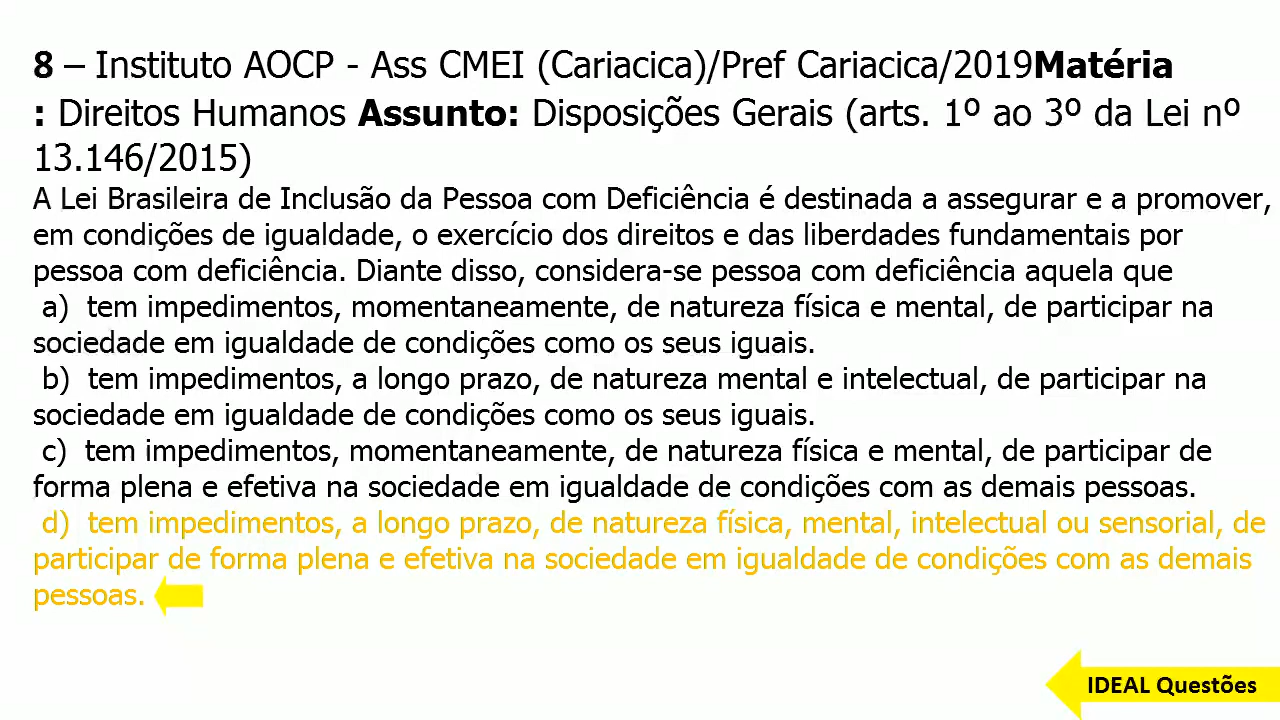 8 – Instituto AOCP - Ass CMEI (Cariacica)/Pref Cariacica/2019Matéria
: Direitos Humanos Assunto: Disposições Gerais (arts. 1º ao 3º da Lei nº
13.146/2015)
A Lei Brasileira de Inclusão da Pessoa com Deficiência é destinada a assegurar e a promover,
em condições de igualdade, o exercício dos direitos e das liberdades fundamentais por
pessoa com deficiência. Diante disso, considera-se pessoa com deficiência aquela que
a) tem impedimentos, momentaneamente, de natureza física e mental, de participar na
sociedade em igualdade de condições como os seus iguais.
b) tem impedimentos, a longo prazo, de natureza mental e intelectual, de participar na
sociedade em igualdade de condições como os seus iguais.
c) tem impedimentos, momentaneamente, de natureza física e mental, de participar de
forma plena e efetiva na sociedade em igualdade de condições com as demais pessoas.
d) tem impedimentos, a longo prazo, de natureza física, mental, intelectual ou sensorial, de
participar de forma plena e efetiva na sociedade em igualdade de condições com as demais
pessoas.
IDEAL Questões